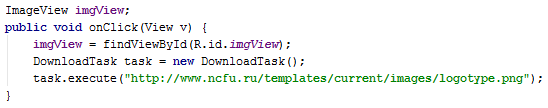 ImageView imgView;
public void onClick(View v) {
imgView = findViewById(R.id.imgView);
DownloadTask task = new DownloadTask();
task.execute("http://www.ncfu.ru/templates/current/images/logotype.png");
}